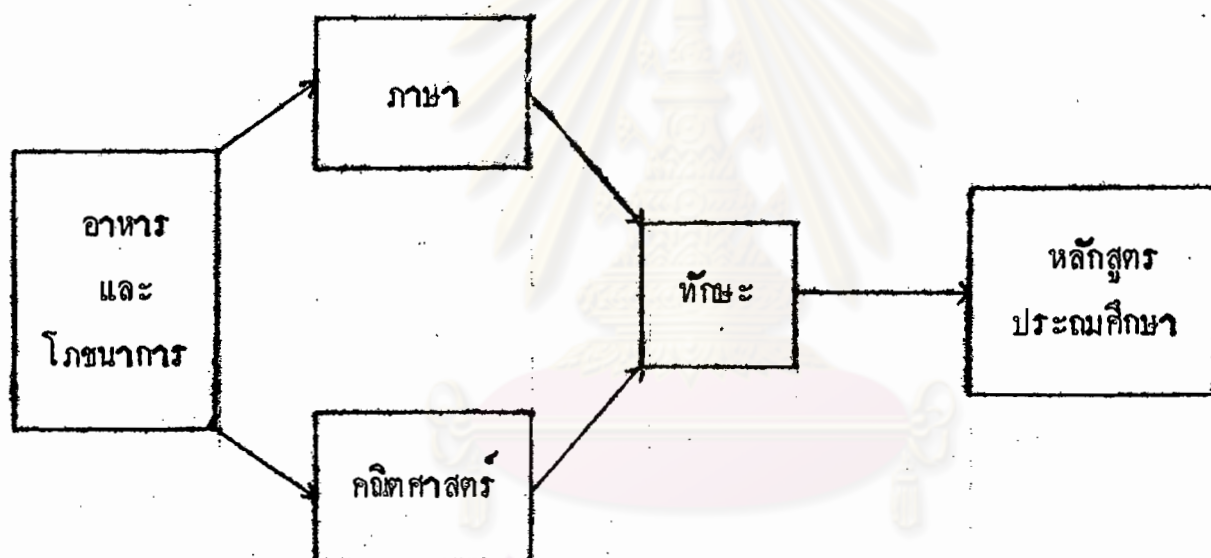 ภาษา
อาหาร
และ
โภชนาการ
ทักษะ
หลักสูตร
ประถมศึกษา
คณิตศาสตร์